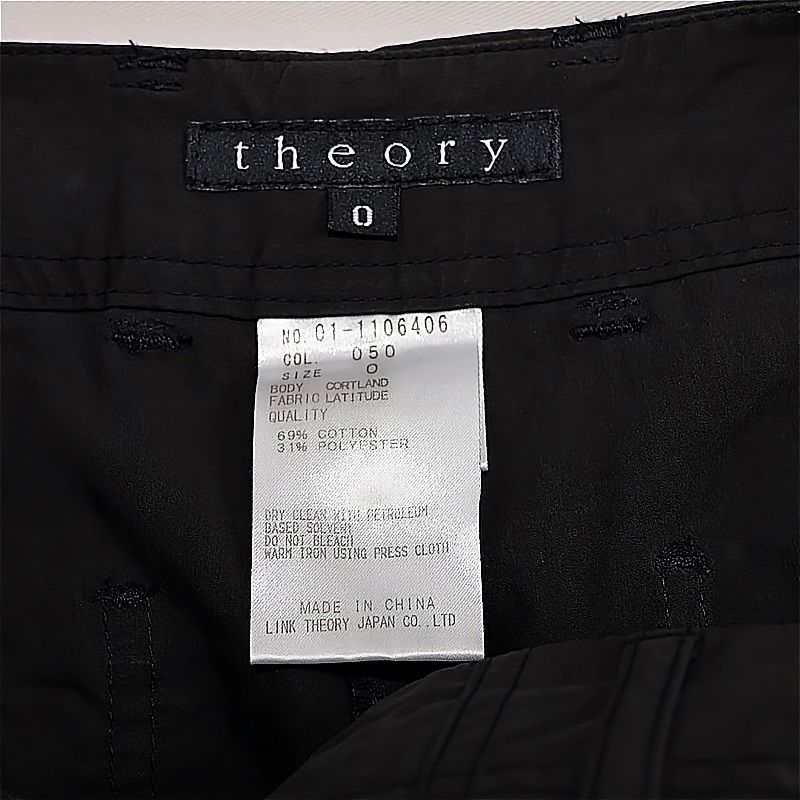 theory
0
NO. 01-1106406
COL. 050
SIZE 0
BODY CORTLAND
FABRIC LATITUDE
QUALITY
69% COTTON
31% POLYESTER
DRY CLEAN WITH PETROLEUM
BASED SOLVENT
DO NOT BLEACH
WARM IRON USING PRESS CLOTH
MADE IN CHINA
LINK THEORY JAPAN CO.,LTD